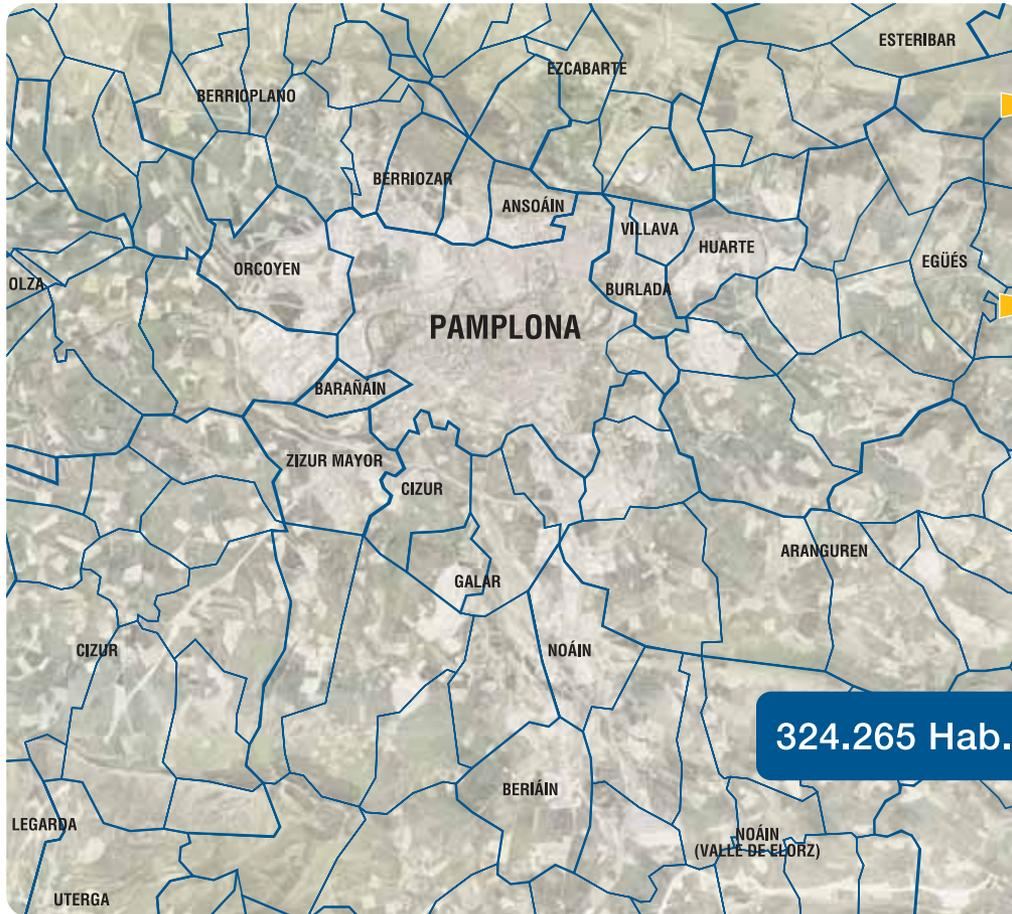 ESTERIBAR
EZCABARTE
BERRIOPLANO
BERRIOZAR
ANSOÁIN
VILLAVA
HUARTE
ORCOYEN
EGÜÉS
OLZA
BURLADA
PAMPLONA
BARAÑÁIN
ZIZUR MAYOR
CIZUR
ARANGUREN
GALAR
NOÁIN
CIZUR
324.265 Hab.
BERIÁIN
LEGARDA
NOÁIN
(VALLE DE ELORZ)
UTERGA